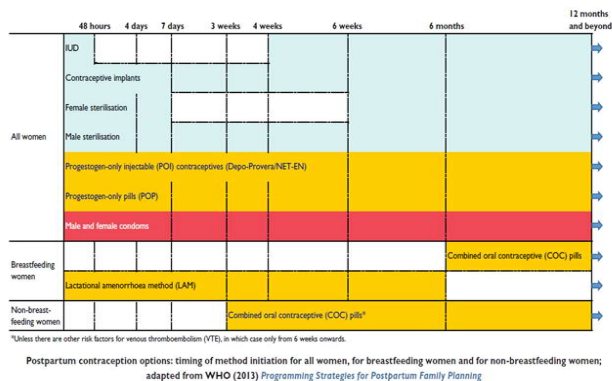 12 months
48 hours 4 days 7 days 3 weeks 4 weeks 6 weeks 6 months and beyond
IUD
Contraceptive implants
Female sterilisation
All women
Male sterilisation
Progestogen-only injectable (POI) contraceptives (Depo-Provera/NET-EN)
Progestogen-only pills (POP)
Male and female condoms
Combined oral contraceptive (COC) pills
Breastfeeding
women
Lactational amenorrhoea method (LAM)
Non-breast-
feeding women
Combined oral contraceptive (COC) pills*
*Unless there are other risk factors for venous thromboembolism (VTE), in which case only from 6 weeks onwards.
Postpartum contraception options: timing of method initiation for all women, for breastfeeding women and for non-breastfeeding women;
adapted from WHO (2013) Programming Strategies for Postpartum Family Planning